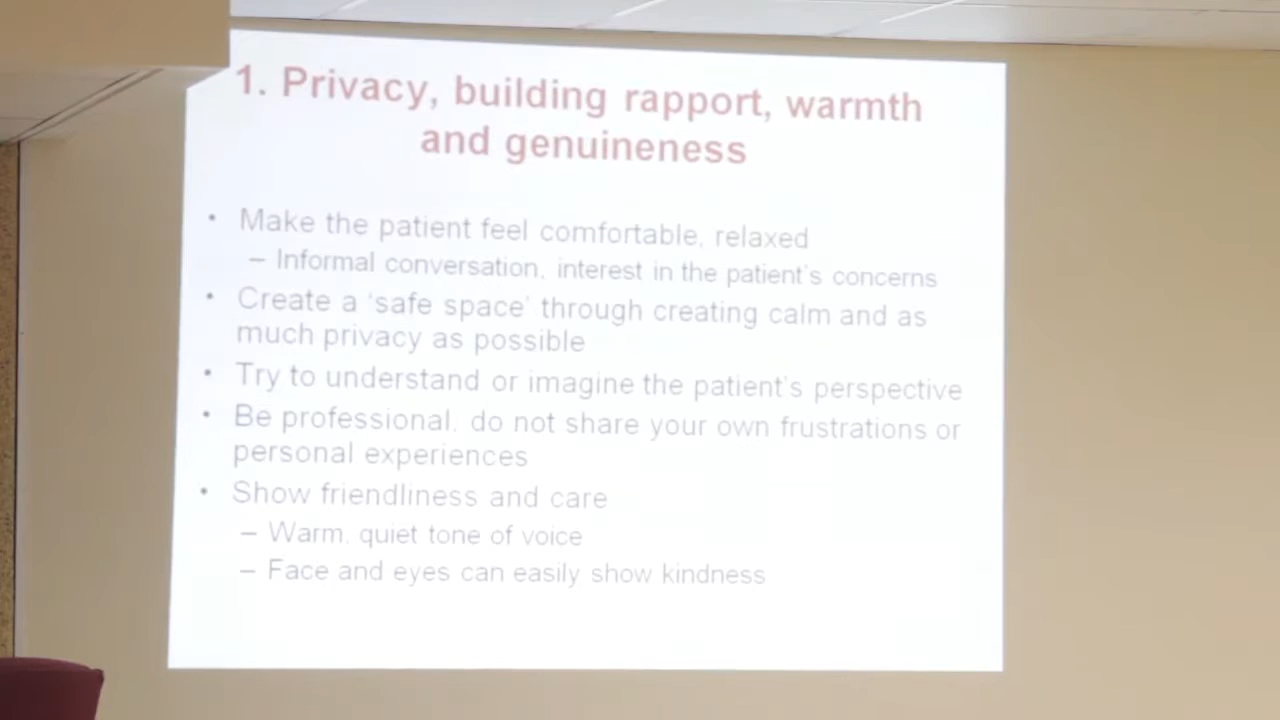 1. Privacy, building rapport, warmth
and genuineness
• Make the patient feel comfortable, relaxed
– Informal conversation, interest in the patient's concerns
• Create a 'safe space' through creating calm and as
much privacy as possible
• Try to understand or imagine the patient's perspective
• Be professional, do not share your own frustrations or
personal experiences
• Show friendliness and care
– Warm, quiet tone of voice
– Face and eyes can easily show kindness